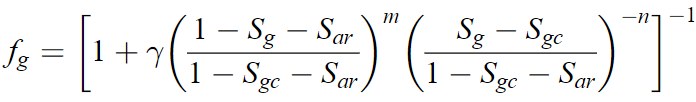 f_g = \left[ 1 + \gamma \left( \frac{1 - S_g - S_{ar}}{1 - S_{gc} - S_{ar}} \right)^m \left( \frac{S_g - S_{gc}}{1 - S_{gc} - S_{ar}} \right)^{-n} \right]^{-1}